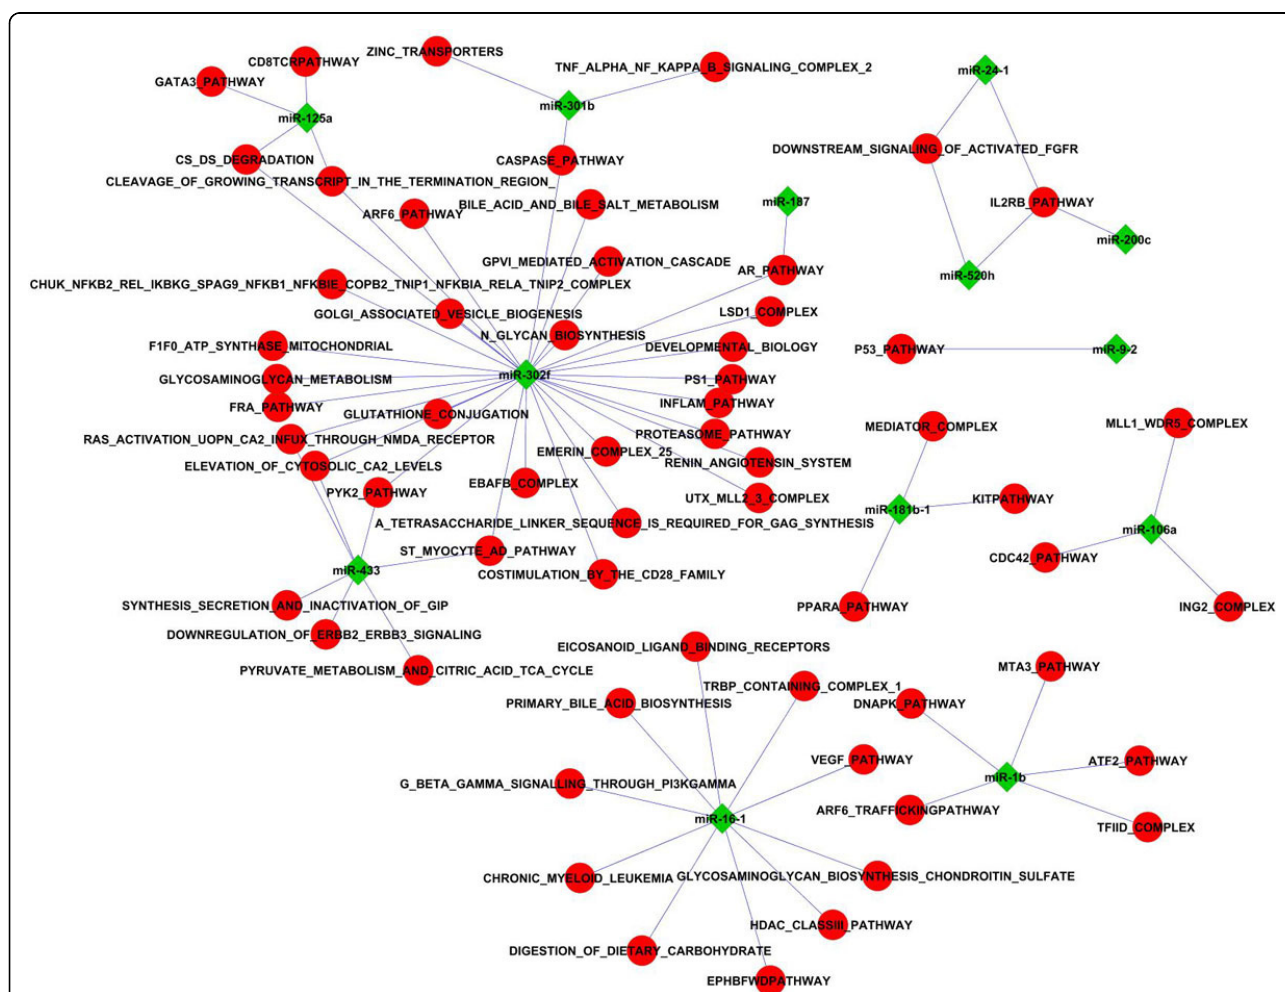 ZINC_TRANSPORTERS
CD8TCRPATHWAY
TNF_ALPHA_NF_KAPPA_B_SIGNALING_COMPLEX_2
miR-24-1
GATA3_PATHWAY
miR-301b
miR-125a
DOWNSTREAM_SIGNALING_OF_ACTIVATED_FGFR
CS_DS_DEGRADATION
CASPASE_PATHWAY
CLEAVAGE_OF_GROWING_TRANSCRIPT_IN_THE_TERMINATION_REGION_
miR-187
IL2RB_PATHWAY
BILE_ACID_AND_BILE_SALT_METABOLISM
ARF6_PATHWAY
miR-200c
GPVI_MEDIATED_ACTIVATION_CASCADE
AR_PATHWAY
miR-520h
CHUK_NFKB2_REL_IKBKG_SPAG9_NFKB1_NFKBIE_COPB2_TNIP1_NFKBIA_RELA_TNIP2_COMPLEX
LSD1_COMPLEX
GOLGI_ASSOCIATED_VESICLE_BIOGENESIS
N_GLYCAN_BIOSYNTHESIS
F1F0_ATP_SYNTHASE_MITOCHONDRIAL
DEVELOPMENTAL_BIOLOGY
P53_PATHWAY
miR-9-2
miR-302f
GLYCOSAMINOGLYCAN_METABOLISM
PS1_PATHWAY
INFLAM_PATHWAY
FRA_PATHWAY
GLUTATHIONE_CONJUGATION
MLL1_WDR5_COMPLEX
MEDIATOR_COMPLEX
PROTEASOME_PATHWAY
RAS_ACTIVATION_UOPN_CA2_INFUX_THROUGH_NMDA_RECEPTOR
EMERIN_COMPLEX_25
RENIN_ANGIOTENSIN_SYSTEM
ELEVATION_OF_CYTOSOLIC_CA2_LEVELS
EBAFB_COMPLEX
PYK2_PATHWAY
UTX_MLL2_3_COMPLEX
KITPATHWAY
miR-181b-1
A_TETRASACCHARIDE_LINKER_SEQUENCE_IS_REQUIRED_FOR_GAG_SYNTHESIS
miR-106a
ST_MYOCYTE_AD_PATHWAY
CDC42_PATHWAY
miR-433
COSTIMULATION_BY_THE_CD28_FAMILY
SYNTHESIS_SECRETION_AND_INACTIVATION_OF_GIP
PPARA_PATHWAY
ING2_COMPLEX
DOWNREGULATION_OF_ERBB2_ERBB3_SIGNALING
EICOSANOID_LIGAND_BINDING_RECEPTORS
PYRUVATE_METABOLISM_AND_CITRIC_ACID_TCA_CYCLE
MTA3_PATHWAY
TRBP_CONTAINING_COMPLEX_1
PRIMARY_BILE_ACID_BIOSYNTHESIS
DNAPK_PATHWAY
VEGF_PATHWAY
ATF2_PATHWAY
miR-1b
G_BETA_GAMMA_SIGNALLING_THROUGH_PI3KGAMMA
ARF6_TRAFFICKINGPATHWAY
miR-16-1
TFIID_COMPLEX
CHRONIC_MYELOID_LEUKEMIA
GLYCOSAMINOGLYCAN_BIOSYNTHESIS_CHONDROITIN_SULFATE
HDAC_CLASSIII_PATHWAY
DIGESTION_OF_DIETARY_CARBOHYDRATE
EPHBFWDPATHWAY